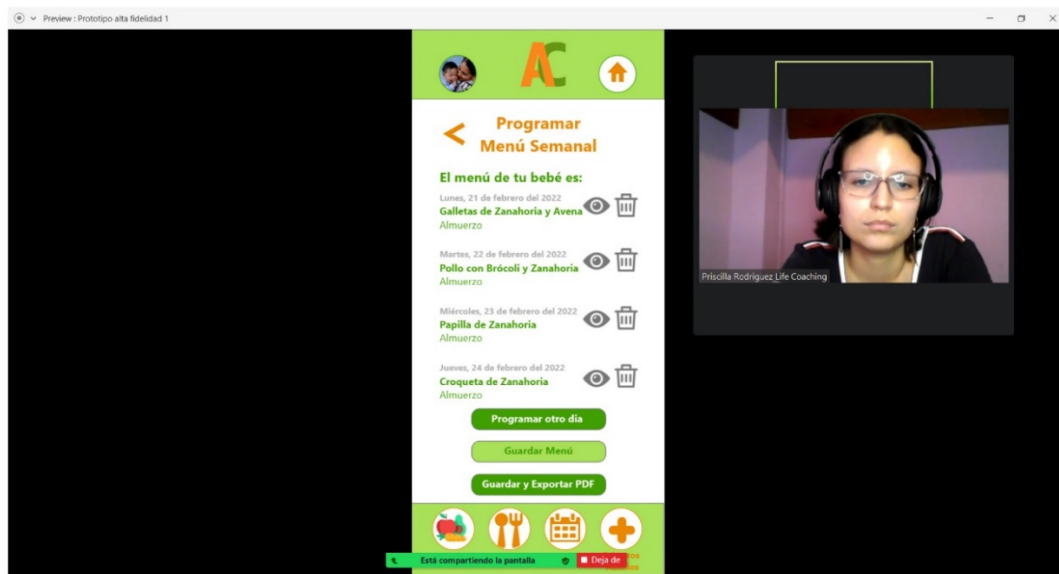 Preview : Prototipo alta fidelidad 1
AC
Programar
Menú Semanal
El menú de tu bebé es:
Lunes, 21 de febrero del 2022
Galletas de Zanahoria y Avena
Almuerzo
Martes, 22 de febrero del 2022
Pollo con Brócoli y Zanahoria
Almuerzo
Miércoles, 23 de febrero del 2022
Papilla de Zanahoria
Almuerzo
Jueves, 24 de febrero del 2022
Croqueta de Zanahoria
Almuerzo
Programar otro dia
Guardar Menú
Guardar y Exportar PDF
Está compartiendo la pantalla
Deja de
Priscilla Rodriguez_Life Coaching